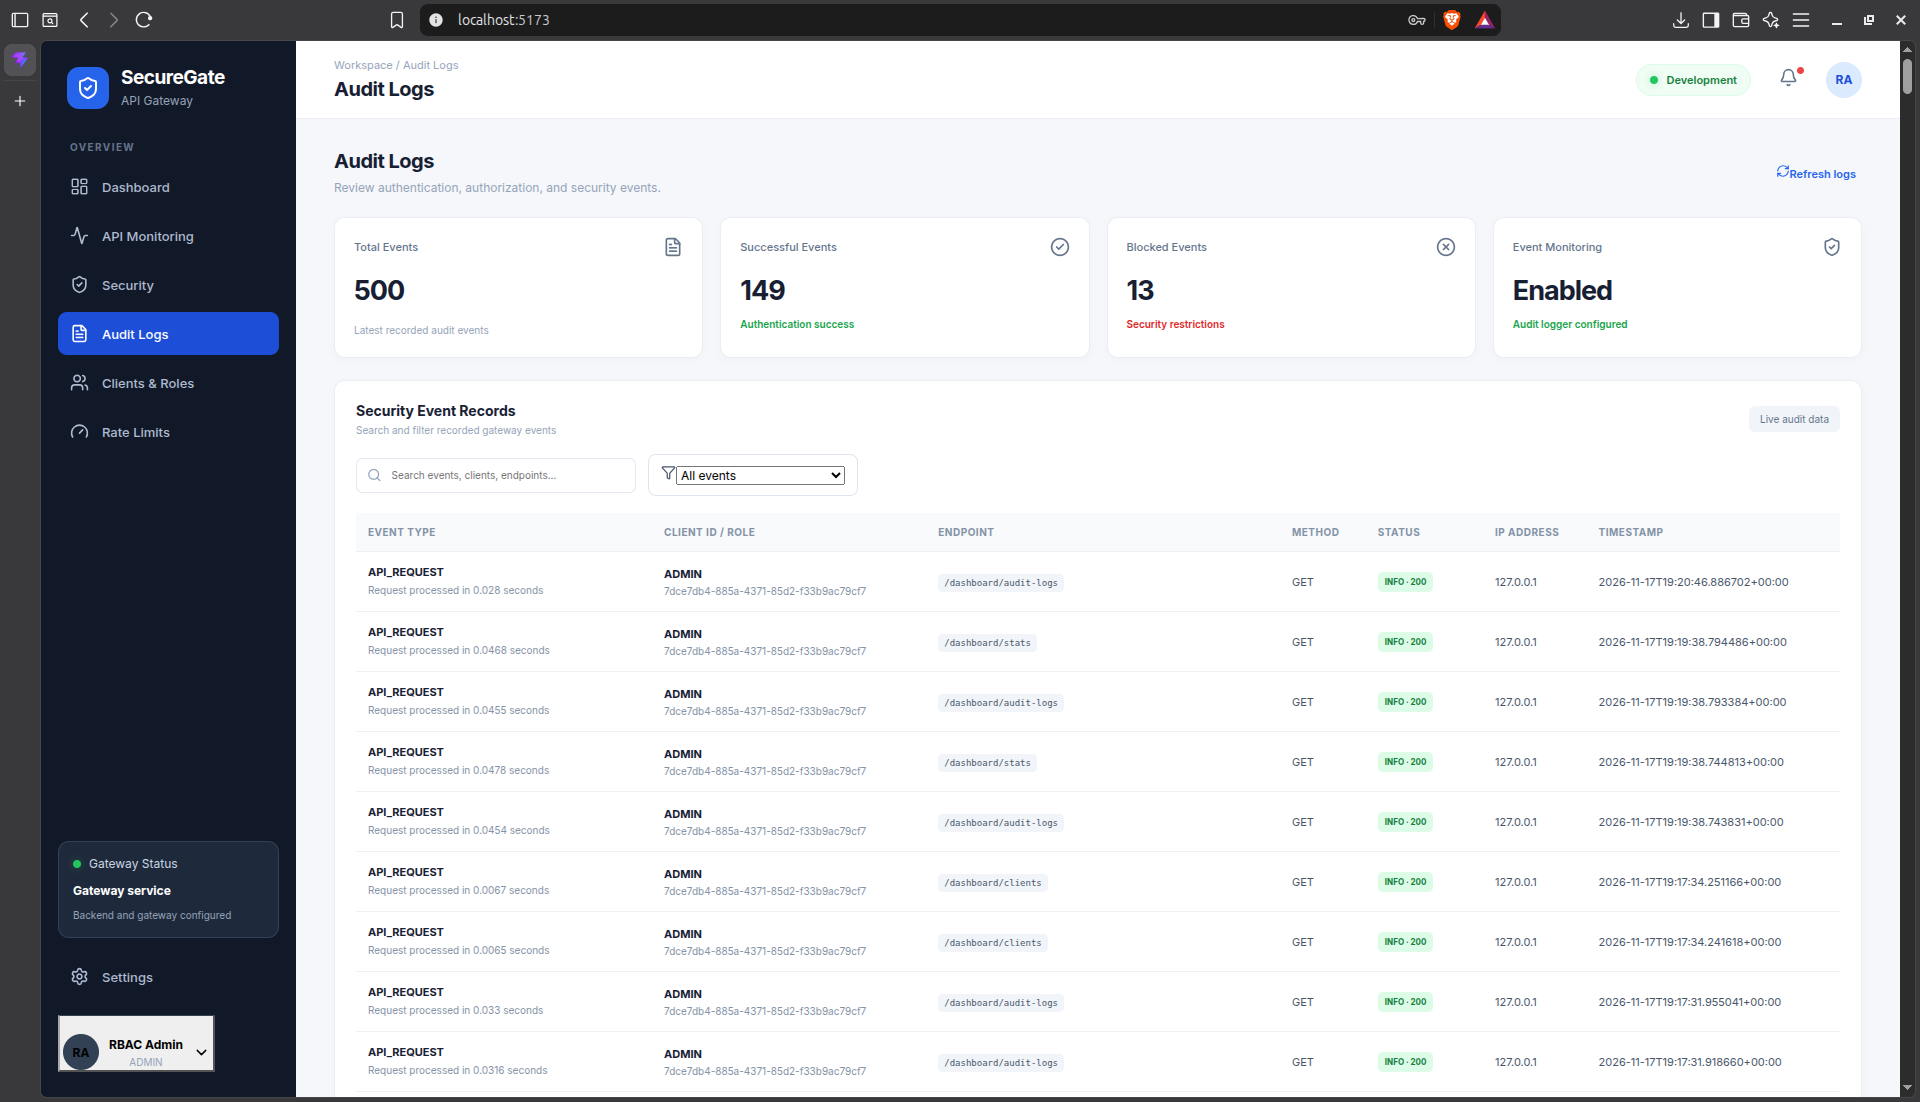 localhost:5173
SecureGate
API Gateway
OVERVIEW
Dashboard
API Monitoring
Security
Audit Logs
Clients & Roles
Rate Limits
Gateway Status
Gateway service
Backend and gateway configured
Settings
RA
RBAC Admin
ADMIN
Workspace / Audit Logs
Audit Logs
Development
RA
Audit Logs
Review authentication, authorization, and security events.
Refresh logs
Total Events
500
Latest recorded audit events
Successful Events
149
Authentication success
Blocked Events
13
Security restrictions
Event Monitoring
Enabled
Audit logger configured
Security Event Records
Search and filter recorded gateway events
Live audit data
Search events, clients, endpoints...
All events
EVENT TYPE CLIENT ID / ROLE ENDPOINT METHOD STATUS IP ADDRESS TIMESTAMP
API_REQUEST ADMIN
Request processed in 0.028 seconds 7dce7db4-885a-4371-85d2-f33b9ac79cf7 /dashboard/audit-logs GET INFO · 200 127.0.0.1 2026-11-17T19:20:46.886702+00:00
API_REQUEST ADMIN
Request processed in 0.0468 seconds 7dce7db4-885a-4371-85d2-f33b9ac79cf7 /dashboard/stats GET INFO · 200 127.0.0.1 2026-11-17T19:19:38.794486+00:00
API_REQUEST ADMIN
Request processed in 0.0455 seconds 7dce7db4-885a-4371-85d2-f33b9ac79cf7 /dashboard/audit-logs GET INFO · 200 127.0.0.1 2026-11-17T19:19:38.793384+00:00
API_REQUEST ADMIN
Request processed in 0.0478 seconds 7dce7db4-885a-4371-85d2-f33b9ac79cf7 /dashboard/stats GET INFO · 200 127.0.0.1 2026-11-17T19:19:38.744813+00:00
API_REQUEST ADMIN
Request processed in 0.0454 seconds 7dce7db4-885a-4371-85d2-f33b9ac79cf7 /dashboard/audit-logs GET INFO · 200 127.0.0.1 2026-11-17T19:19:38.743831+00:00
API_REQUEST ADMIN
Request processed in 0.0067 seconds 7dce7db4-885a-4371-85d2-f33b9ac79cf7 /dashboard/clients GET INFO · 200 127.0.0.1 2026-11-17T19:17:34.251166+00:00
API_REQUEST ADMIN
Request processed in 0.0065 seconds 7dce7db4-885a-4371-85d2-f33b9ac79cf7 /dashboard/clients GET INFO · 200 127.0.0.1 2026-11-17T19:17:34.241618+00:00
API_REQUEST ADMIN
Request processed in 0.033 seconds 7dce7db4-885a-4371-85d2-f33b9ac79cf7 /dashboard/audit-logs GET INFO · 200 127.0.0.1 2026-11-17T19:17:31.955041+00:00
API_REQUEST ADMIN
Request processed in 0.0316 seconds 7dce7db4-885a-4371-85d2-f33b9ac79cf7 /dashboard/audit-logs GET INFO · 200 127.0.0.1 2026-11-17T19:17:31.918660+00:00